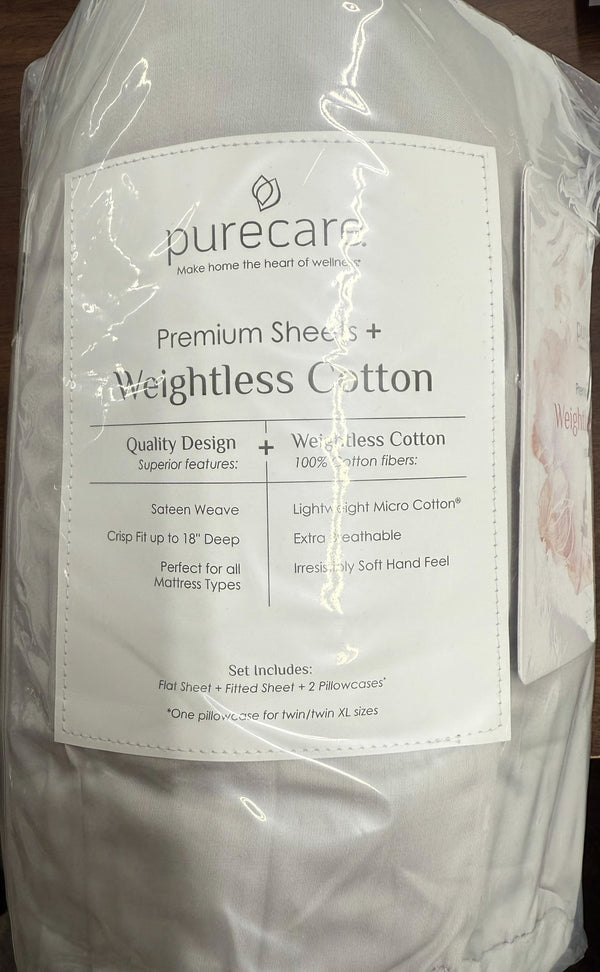 purecare
Make home the heart of wellness
Premium Sheets +
Weightless Cotton
Quality Design + Weightless Cotton
Superior features: 100% Cotton fibers:
Sateen Weave Lightweight Micro Cotton®
Crisp Fit up to 18" Deep Extra Breathable
Perfect for all Irresistibly Soft Hand Feel
Mattress Types
Set Includes:
Flat Sheet + Fitted Sheet + 2 Pillowcases*
*One pillowcase for twin/twin XL sizes